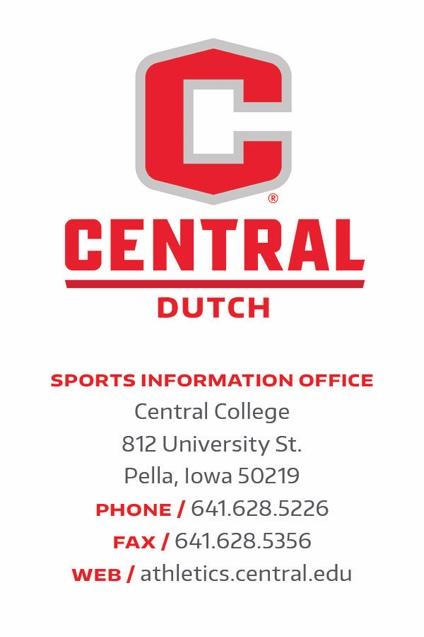 C
®
CENTRAL
DUTCH
SPORTS INFORMATION OFFICE
Central College
812 University St.
Pella, Iowa 50219
PHONE / 641.628.5226
FAX / 641.628.5356
WEB / athletics.central.edu